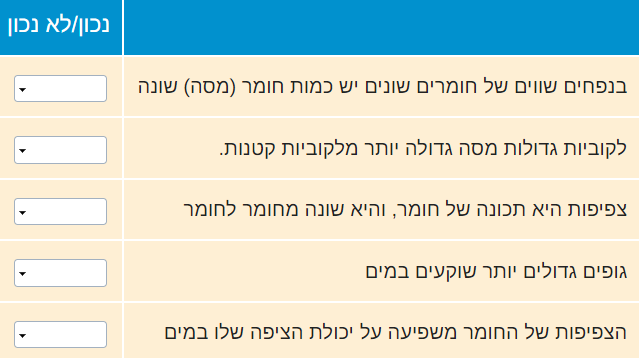 נכון/לא נכון
בנפחים שווים של חומרים שונים יש כמות חומר (מסה) שונה
לקוביות גדולות מסה גדולה יותר מלקוביות קטנות.
צפיפות היא תכונה של חומר, והיא שונה מחומר לחומר
גופים גדולים יותר שוקעים במים
הצפיפות של החומר משפיעה על יכולת הציפה שלו במים